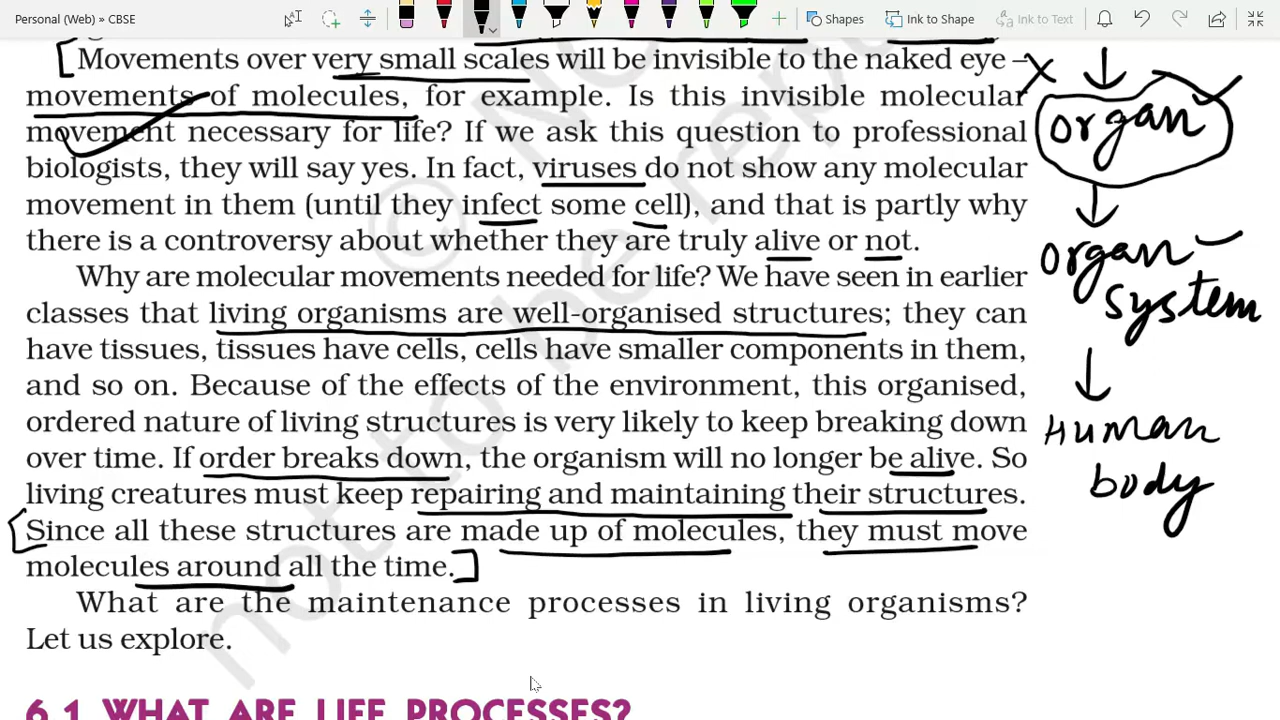 Personal (Web) » CBSE
Shapes
Ink to Shape
Ink to Text
Movements over very small scales will be invisible to the naked eye –
movements of molecules, for example. Is this invisible molecular
movement necessary for life? If we ask this question to professional
biologists, they will say yes. In fact, viruses do not show any molecular
movement in them (until they infect some cell), and that is partly why
there is a controversy about whether they are truly alive or not.
Why are molecular movements needed for life? We have seen in earlier
classes that living organisms are well-organised structures; they can
have tissues, tissues have cells, cells have smaller components in them,
and so on. Because of the effects of the environment, this organised,
ordered nature of living structures is very likely to keep breaking down
over time. If order breaks down, the organism will no longer be alive. So
living creatures must keep repairing and maintaining their structures.
Since all these structures are made up of molecules, they must move
molecules around all the time.
What are the maintenance processes in living organisms?
Let us explore.
6.1 WHAT ARE LIFE PROCESSES?
organ
organ
system
Human
body
not to be rep
© No